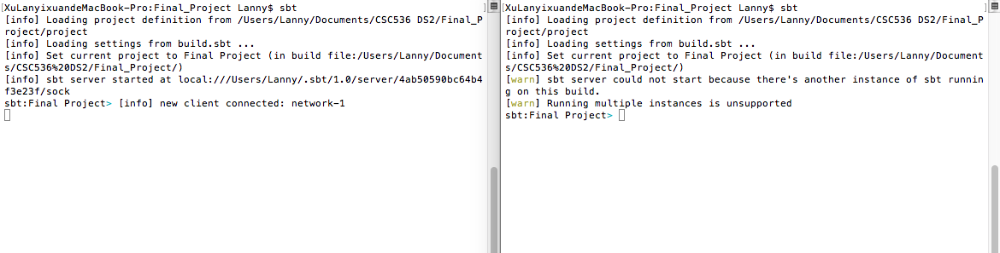 XuLanyixuandeMacBook-Pro:Final_Project Lanny$ sbt
[info] Loading project definition from /Users/Lanny/Documents/CSC536 DS2/Final_P
roject/project
[info] Loading settings from build.sbt ...
[info] Set current project to Final Project (in build file:/Users/Lanny/Document
s/CSC536%20DS2/Final_Project/)
[info] sbt server started at local:///Users/Lanny/.sbt/1.0/server/4ab50590bc64b4
f3e23f/sock
sbt:Final Project> [info] new client connected: network-1
XuLanyixuandeMacBook-Pro:Final_Project Lanny$ sbt
[info] Loading project definition from /Users/Lanny/Documents/CSC536 DS2/Final_P
roject/project
[info] Loading settings from build.sbt ...
[info] Set current project to Final Project (in build file:/Users/Lanny/Document
s/CSC536%20DS2/Final_Project/)
[warn] sbt server could not start because there's another instance of sbt runnin
g on this build.
[warn] Running multiple instances is unsupported
sbt:Final Project>